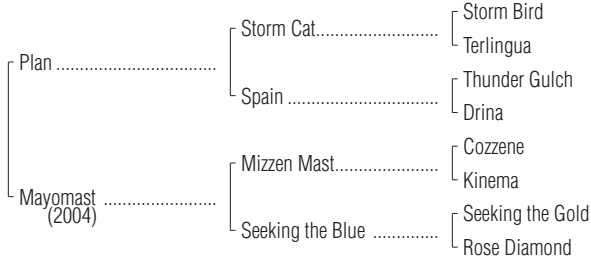 Storm Bird
Storm Cat..........................
Terlingua
Plan ..................................
Thunder Gulch
Spain ................................
Drina
Cozzene
Mizzen Mast......................
Kinema
Mayomast ........................
(2004)
Seeking the Gold
Seeking the Blue ..............
Rose Diamond